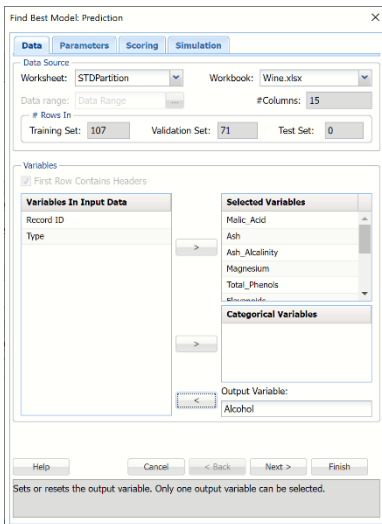 Find Best Model: Prediction
Data Parameters Scoring Simulation
Data Source
Worksheet: STDPartition Workbook: Wine.xlsx
Data range: Data Range ... #Columns: 15
# Rows In
Training Set: 107 Validation Set: 71 Test Set: 0
Variables
First Row Contains Headers
Variables In Input Data Selected Variables
Record ID Malic_Acid
Type Ash
Ash_Alcalinity
> Magnesium
Total_Phenols
Categorical Variables
>
Output Variable:
< Alcohol
Help Cancel < Back Next > Finish
Sets or resets the output variable. Only one output variable can be selected.